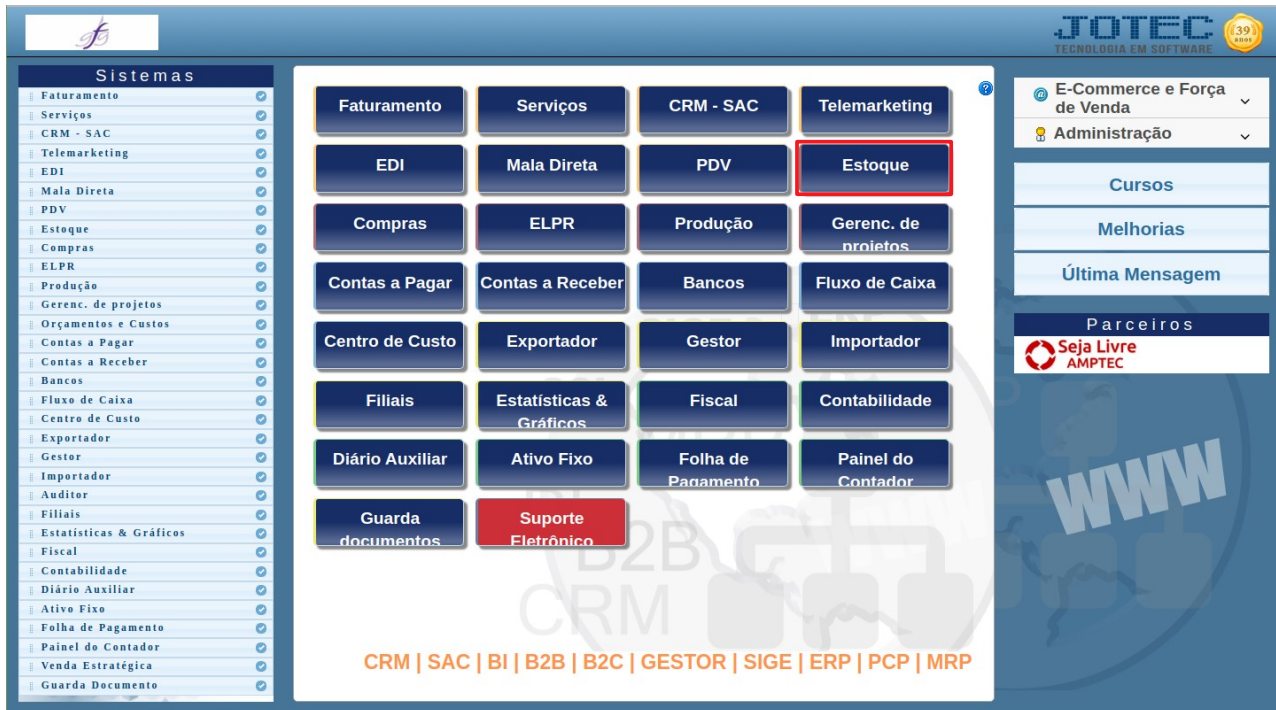 JOTEC
TECNOLOGIA EM SOFTWARE
39
anos
Sistemas
Faturamento
Serviços
CRM - SAC
Telemarketing
EDI
Mala Direta
PDV
Estoque
Compras
ELPR
Produção
Gerenc. de projetos
Orçamentos e Custos
Contas a Pagar
Contas a Receber
Bancos
Fluxo de Caixa
Centro de Custo
Exportador
Gestor
Importador
Auditor
Filiais
Estatísticas & Gráficos
Fiscal
Contabilidade
Diário Auxiliar
Ativo Fixo
Folha de Pagamento
Painel do Contador
Venda Estratégica
Guarda Documento
Faturamento
Serviços
CRM - SAC
Telemarketing
EDI
Mala Direta
PDV
Estoque
Compras
ELPR
Produção
Gerenc. de
projetos
Contas a Pagar
Contas a Receber
Bancos
Fluxo de Caixa
Centro de Custo
Exportador
Gestor
Importador
Filiais
Estatísticas &
Gráficos
Fiscal
Contabilidade
Diário Auxiliar
Ativo Fixo
Folha de
Pagamento
Painel do
Contador
Guarda
documentos
Suporte
Eletrônico
B2B
CRM
CRM | SAC | BI | B2B | B2C | GESTOR | SIGE | ERP | PCP | MRP
E-Commerce e Força
de Venda
Administração
Cursos
Melhorias
Última Mensagem
Parceiros
Seja Livre
AMPTEC
WWW